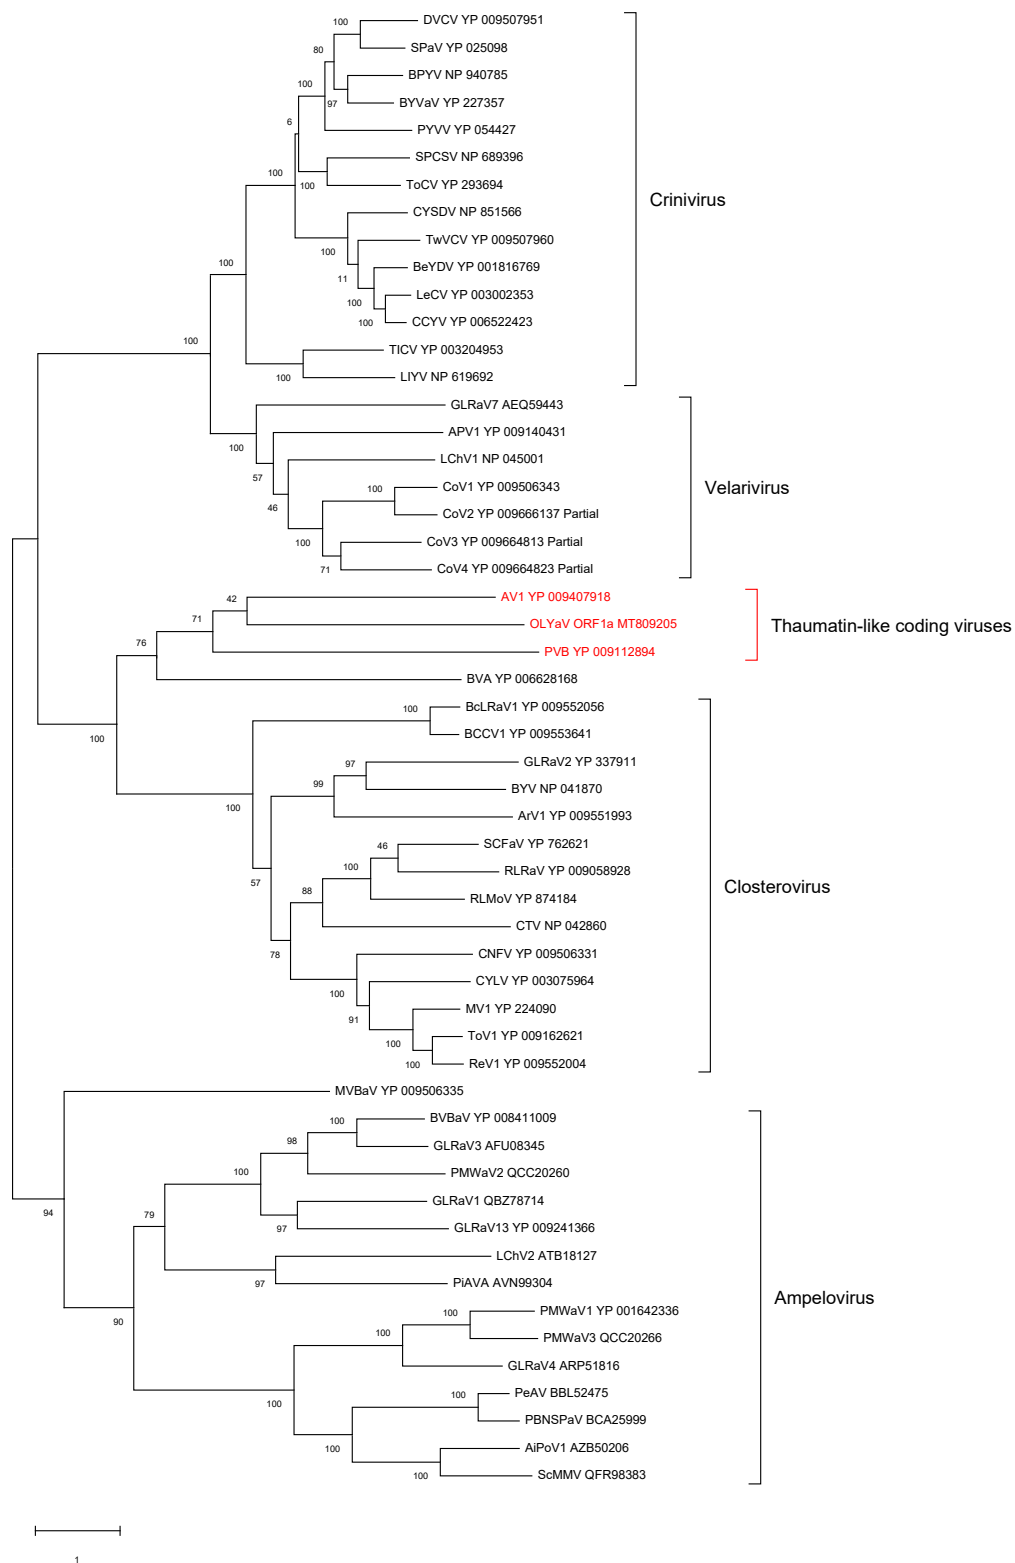 DVCV YP 009507951
100
SPaV YP 025098
80
BPYV NP 940785
100
97
BYVaV YP 227357
6
PYVV YP 054427
SPCSV NP 689396
100
100
ToCV YP 293694
Crinivirus
CYSDV NP 851566
TwVCV YP 009507960
100
BeYDV YP 001816769
100
11
LeCV YP 003002353
100
CCYV YP 006522423
100
100
TICV YP 003204953
LIYV NP 619692
100
GLRaV7 AEQ59443
APV1 YP 009140431
100
LChV1 NP 045001
57
CoV1 YP 009506343
100
Velarivirus
46
CoV2 YP 009666137 Partial
CoV3 YP 009664813 Partial
100
CoV4 YP 009664823 Partial
71
AV1 YP 009407918
42
OLYaV ORF1a MT809205
71
Thaumatin-like coding viruses
76
PVB YP 009112894
BVA YP 006628168
BcLRaV1 YP 009552056
100
BCCV1 YP 009553641
100
GLRaV2 YP 337911
97
BYV NP 041870
99
100
ArV1 YP 009551993
SCFaV YP 762621
46
RLRaV YP 009058928
100
57
88
Closterovirus
RLMoV YP 874184
CTV NP 042860
78
CNFV YP 009506331
CYLV YP 003075964
100
MV1 YP 224090
91
ToV1 YP 009162621
100
ReV1 YP 009552004
100
MVBaV YP 009506335
BVBaV YP 008411009
100
GLRaV3 AFU08345
98
PMWaV2 QCC20260
100
GLRaV1 QBZ78714
94
79
GLRaV13 YP 009241366
97
LChV2 ATB18127
PiAVA AVN99304
97
Ampelovirus
PMWaV1 YP 001642336
100
90
PMWaV3 QCC20266
100
GLRaV4 ARP51816
PeAV BBL52475
100
100
PBNSPaV BCA25999
AiPoV1 AZB50206
100
ScMMV QFR98383
100
1